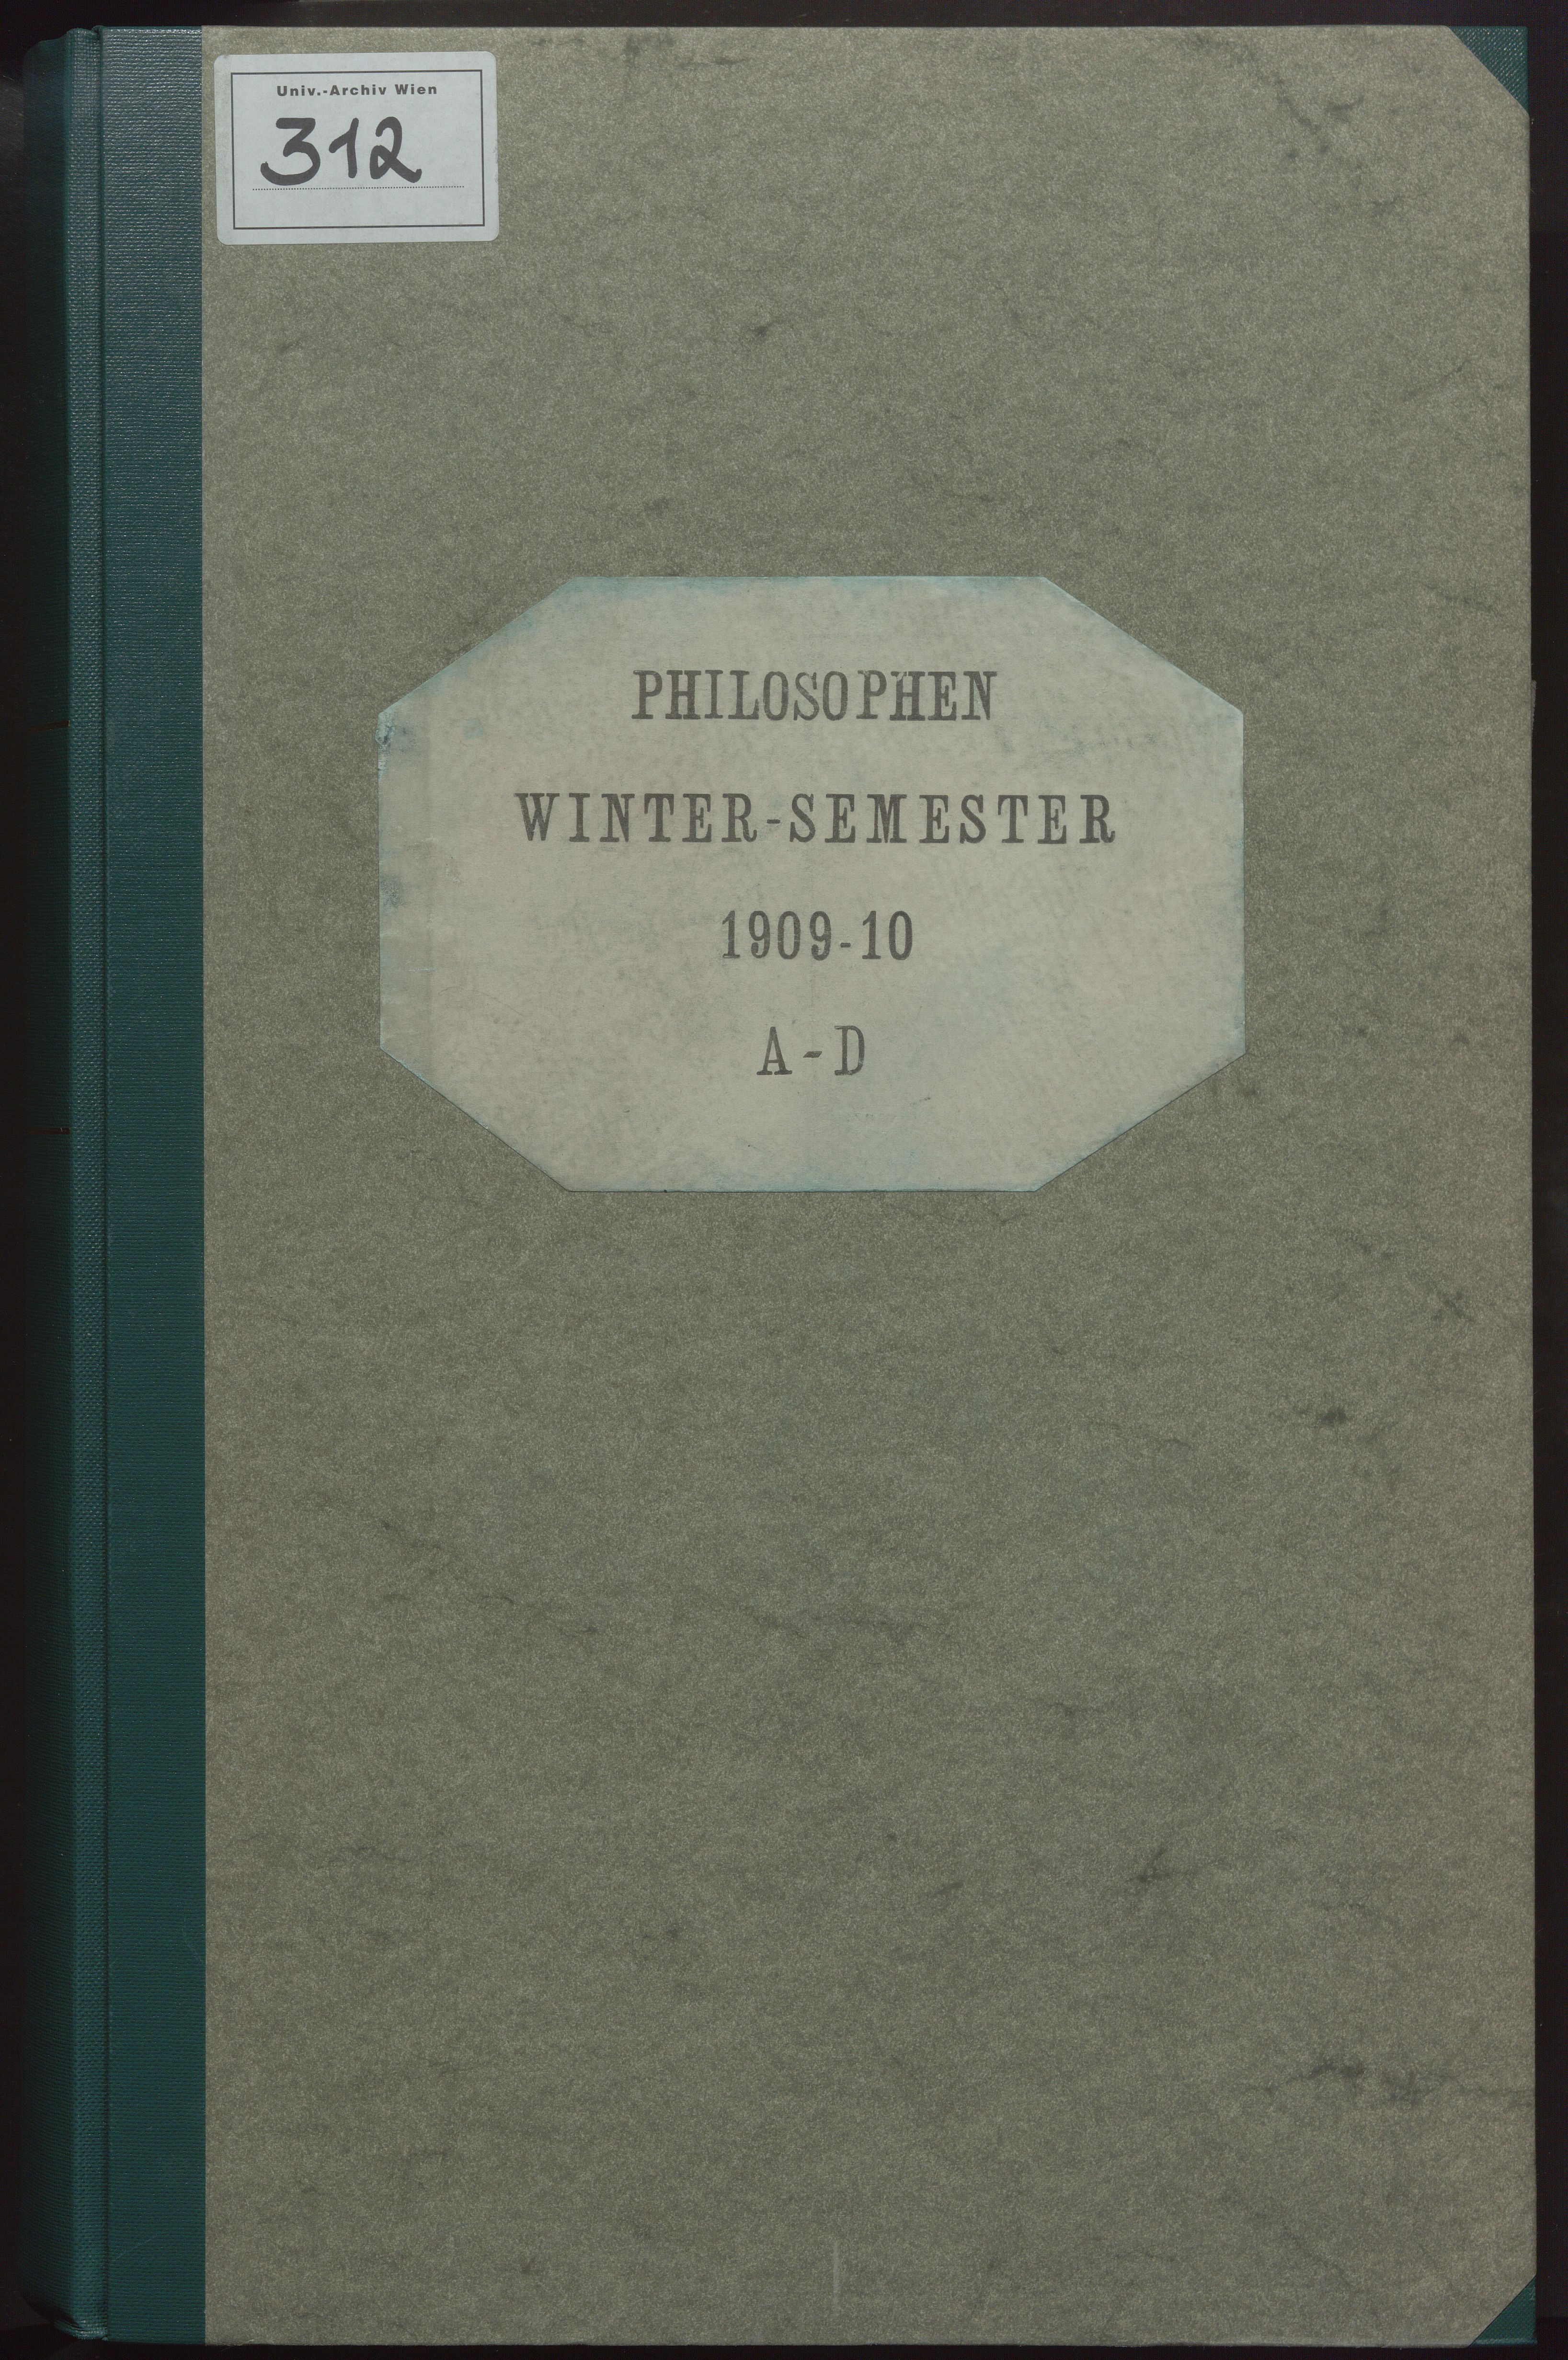 Univ.-Archiv Wien
312
PHILOSOPHEN
WINTER-SEMESTER
1909-10
A-D